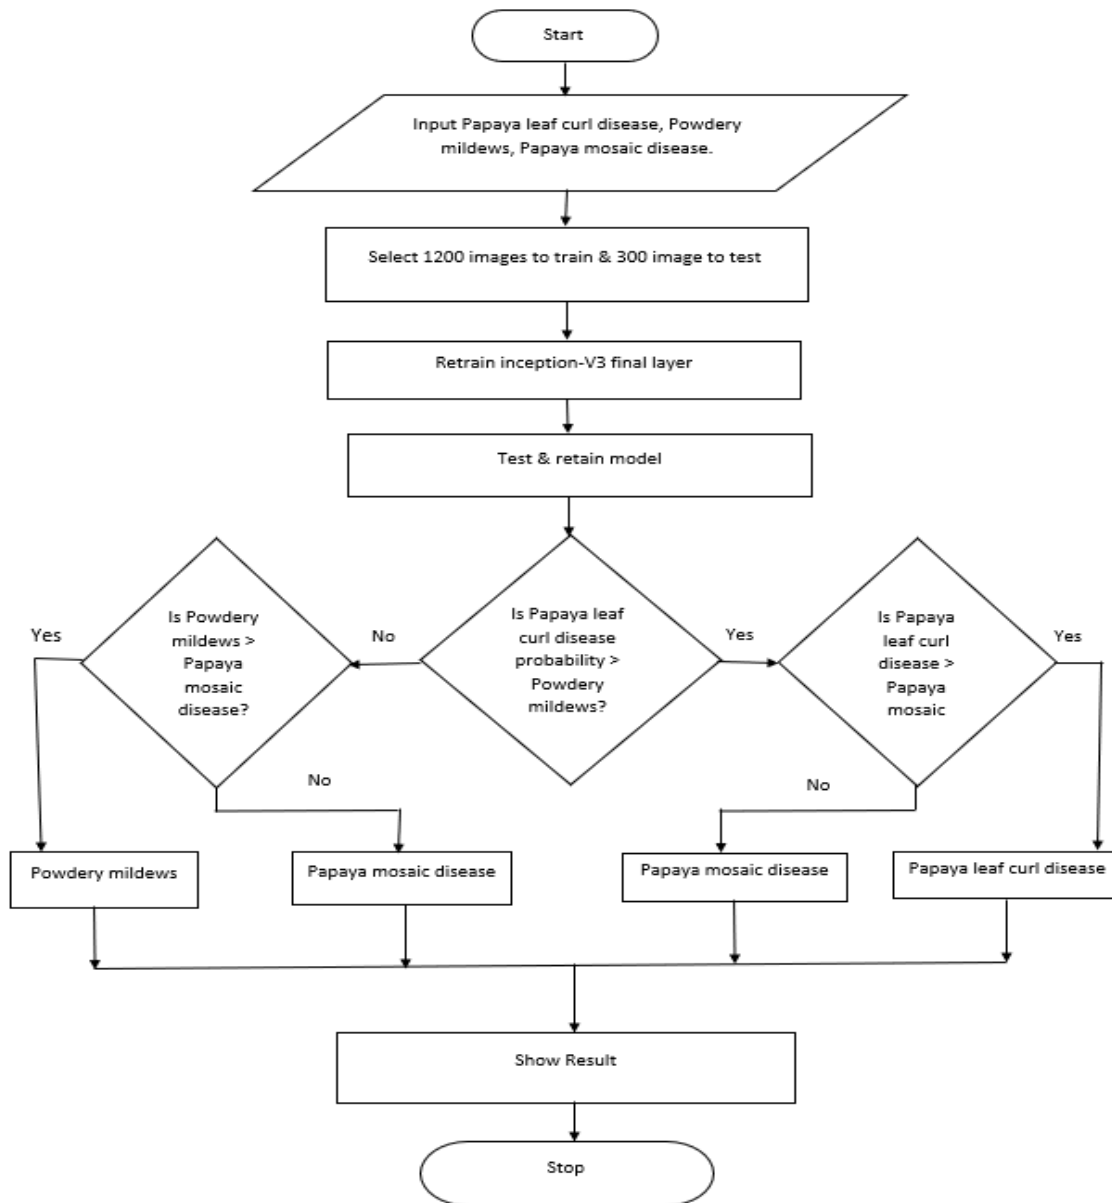 Start
Input Papaya leaf curl disease, Powdery
mildews, Papaya mosaic disease.
Select 1200 images to train & 300 image to test
Retrain inception-V3 final layer
Test & retain model
Is Powdery
mildews >
Papaya
mosaic
disease?
Is Papaya leaf
curl disease
probability >
Powdery
mildews?
Is Papaya
leaf curl
disease >
Papaya
mosaic
Yes
No
Yes
Yes
No
No
Powdery mildews
Papaya mosaic disease
Papaya mosaic disease
Papaya leaf curl disease
Show Result
Stop